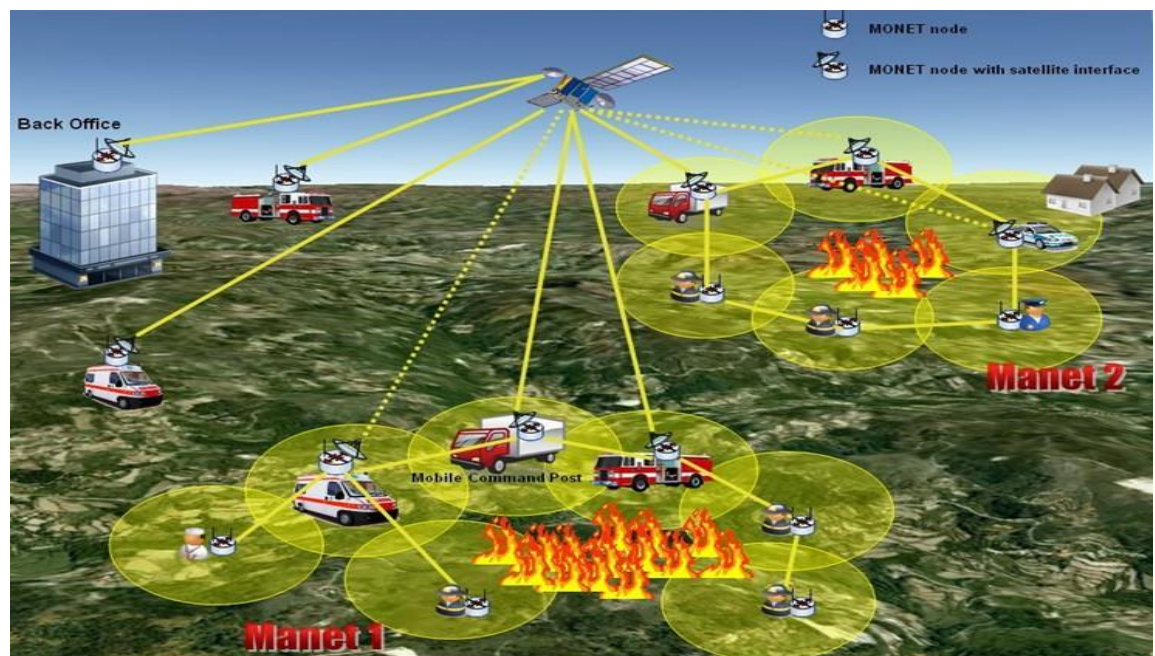 MONET node
MONET node with satellite interface
Back Office
Manet 2
Mobile Command Post
Manet 1